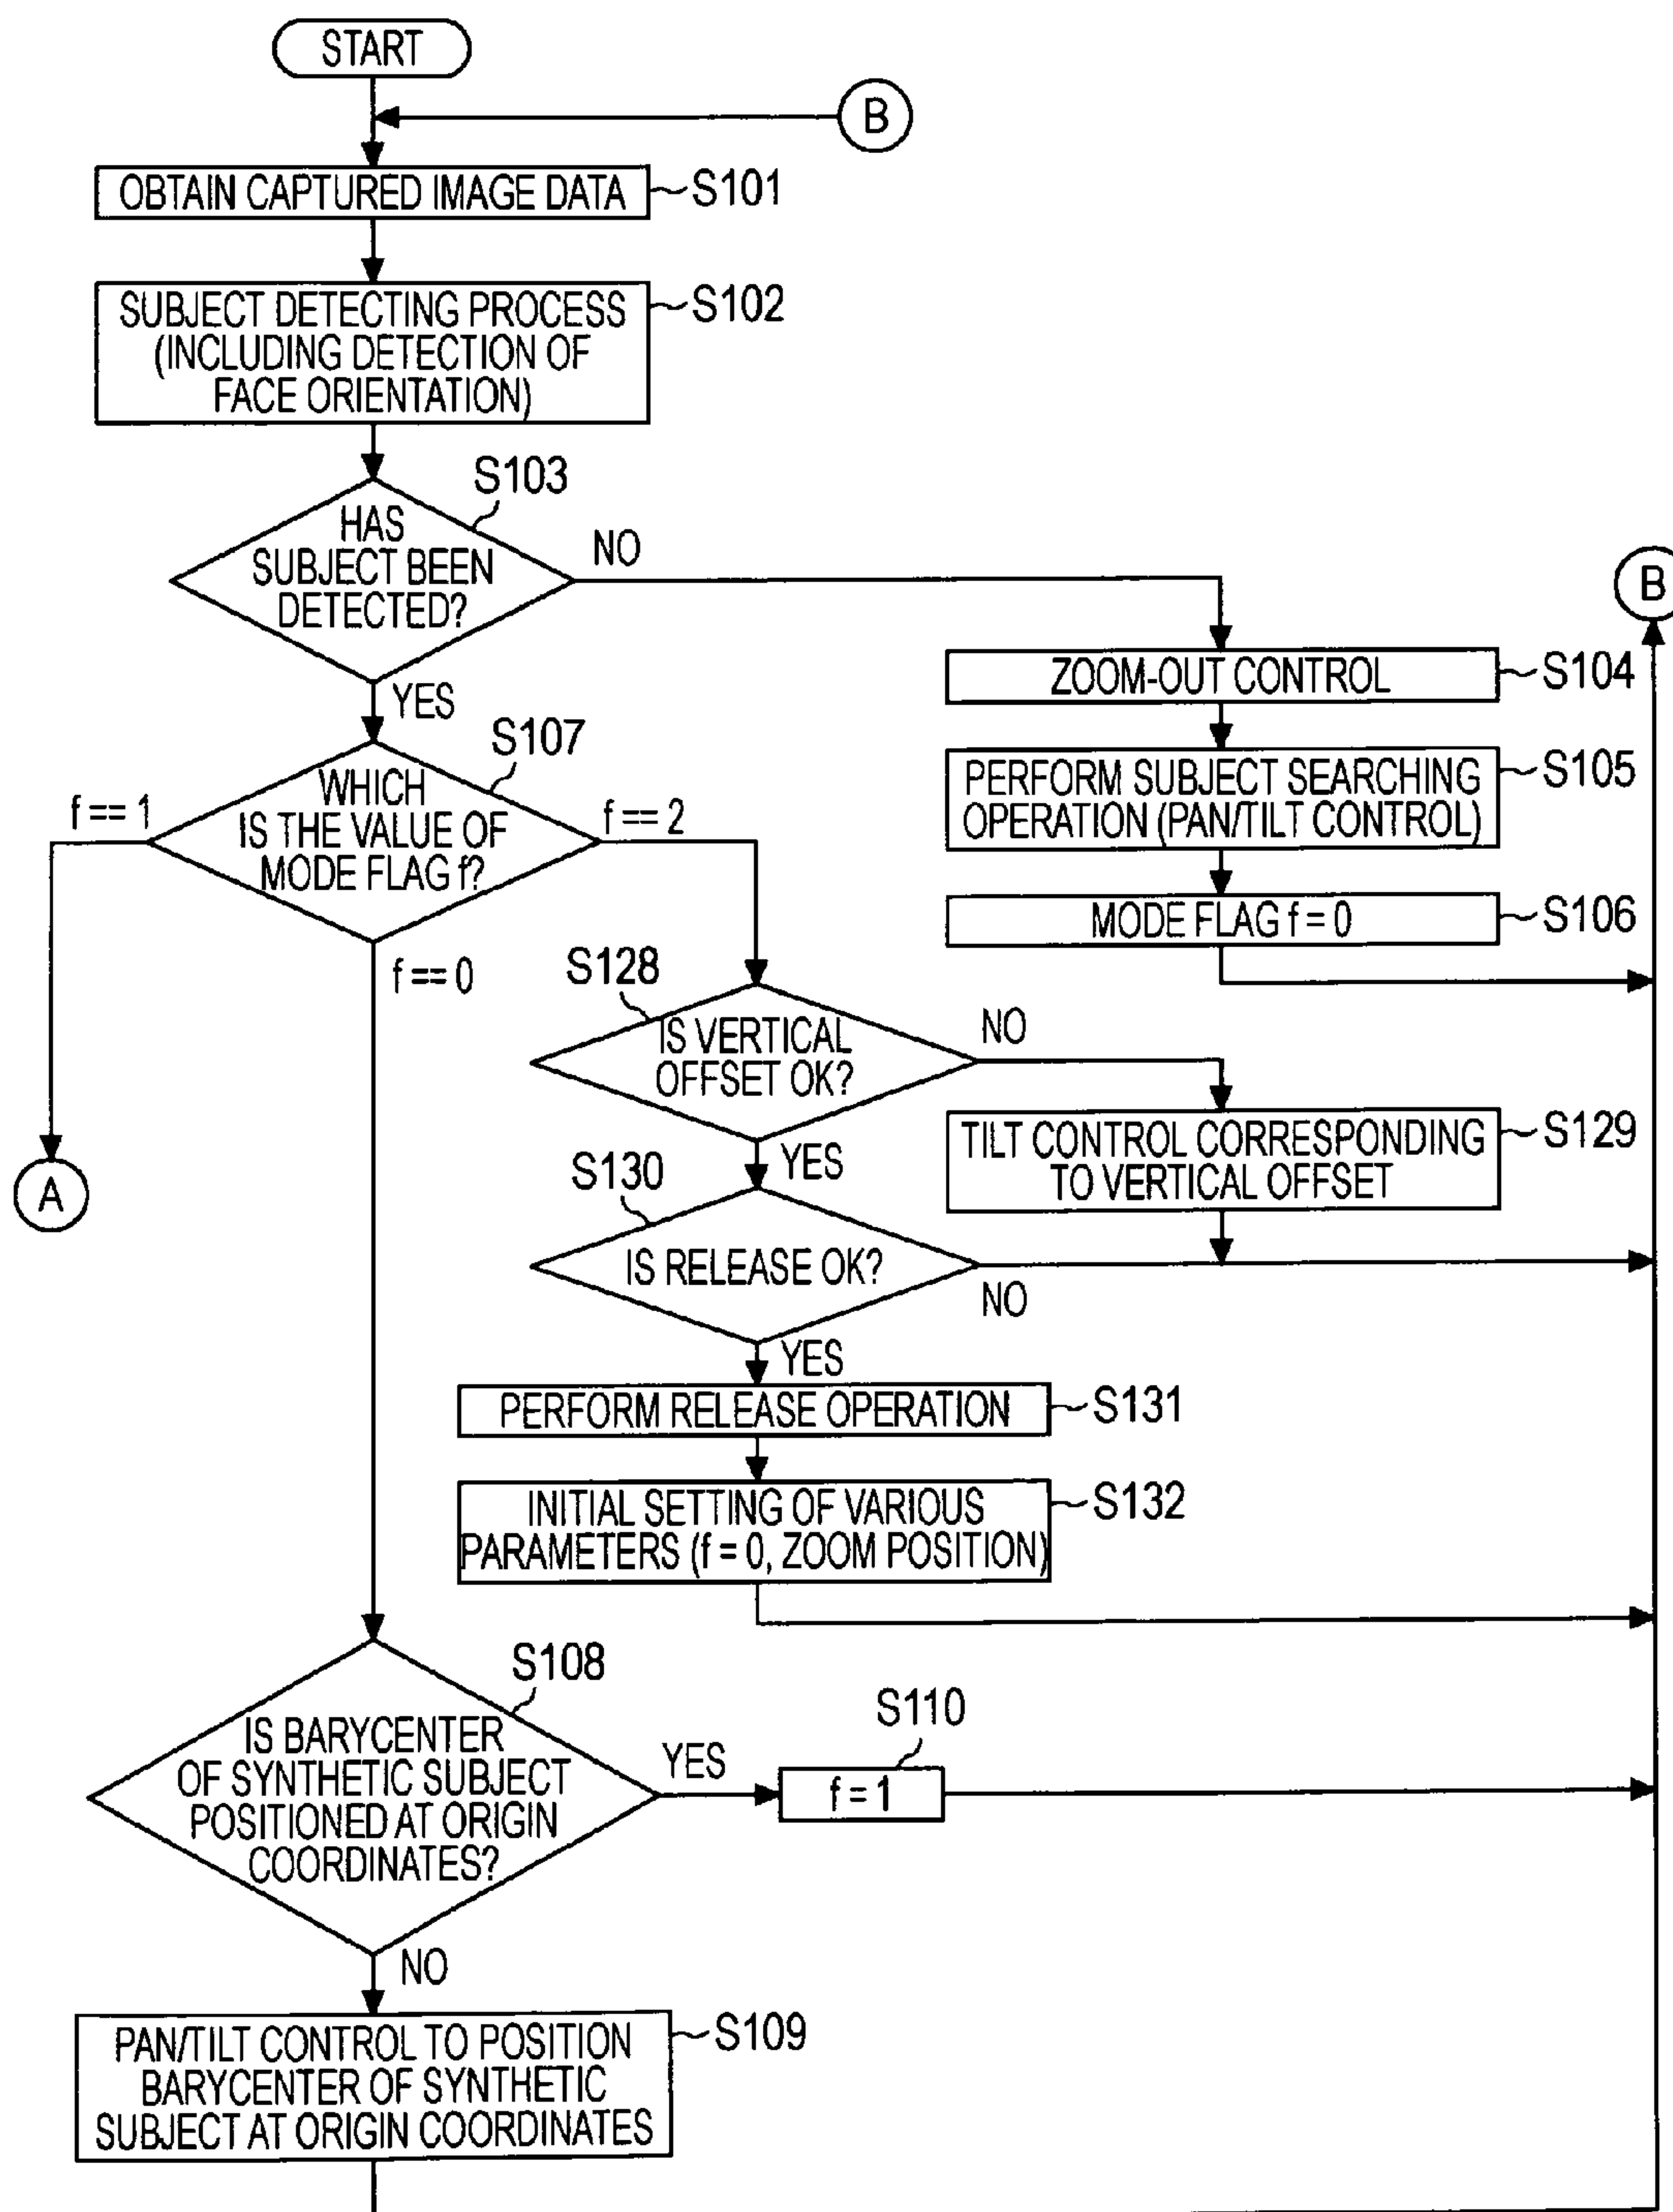 START
B
OBTAIN CAPTURED IMAGE DATA
S101
SUBJECT DETECTING PROCESS
(INCLUDING DETECTION OF
FACE ORIENTATION)
S102
S103
HAS
SUBJECT BEEN
DETECTED?
NO
B
YES
ZOOM-OUT CONTROL
S104
S107
WHICH
IS THE VALUE OF
MODE FLAG f?
f == 1
f == 2
PERFORM SUBJECT SEARCHING
OPERATION (PAN/TILT CONTROL)
S105
MODE FLAG f = 0
S106
f == 0
S128
IS VERTICAL
OFFSET OK?
NO
YES
TILT CONTROL CORRESPONDING
TO VERTICAL OFFSET
S129
A
S130
IS RELEASE OK?
NO
YES
PERFORM RELEASE OPERATION
S131
INITIAL SETTING OF VARIOUS
PARAMETERS (f = 0, ZOOM POSITION)
S132
S108
IS BARYCENTER
OF SYNTHETIC SUBJECT
POSITIONED AT ORIGIN
COORDINATES?
YES
S110
f = 1
NO
PAN/TILT CONTROL TO POSITION
BARYCENTER OF SYNTHETIC
SUBJECT AT ORIGIN COORDINATES
S109